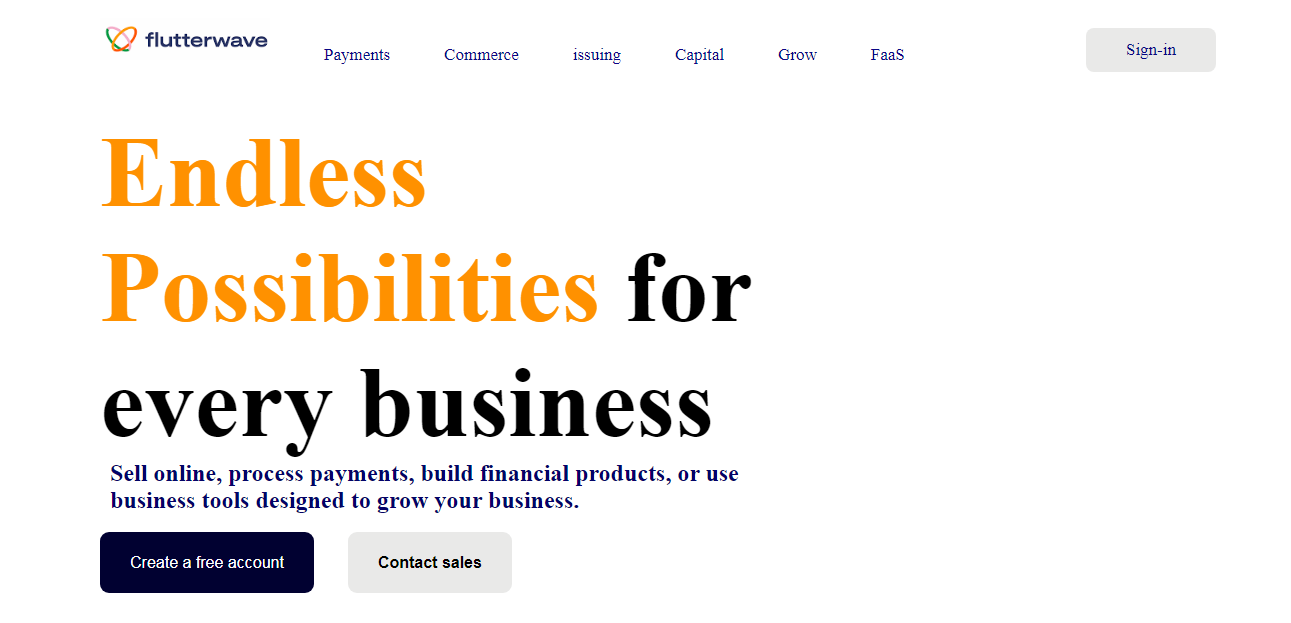 flutterwave
Payments Commerce issuing Capital Grow FaaS Sign-in
Endless
Possibilities for
every business
Sell online, process payments, build financial products, or use
business tools designed to grow your business.
Create a free account Contact sales